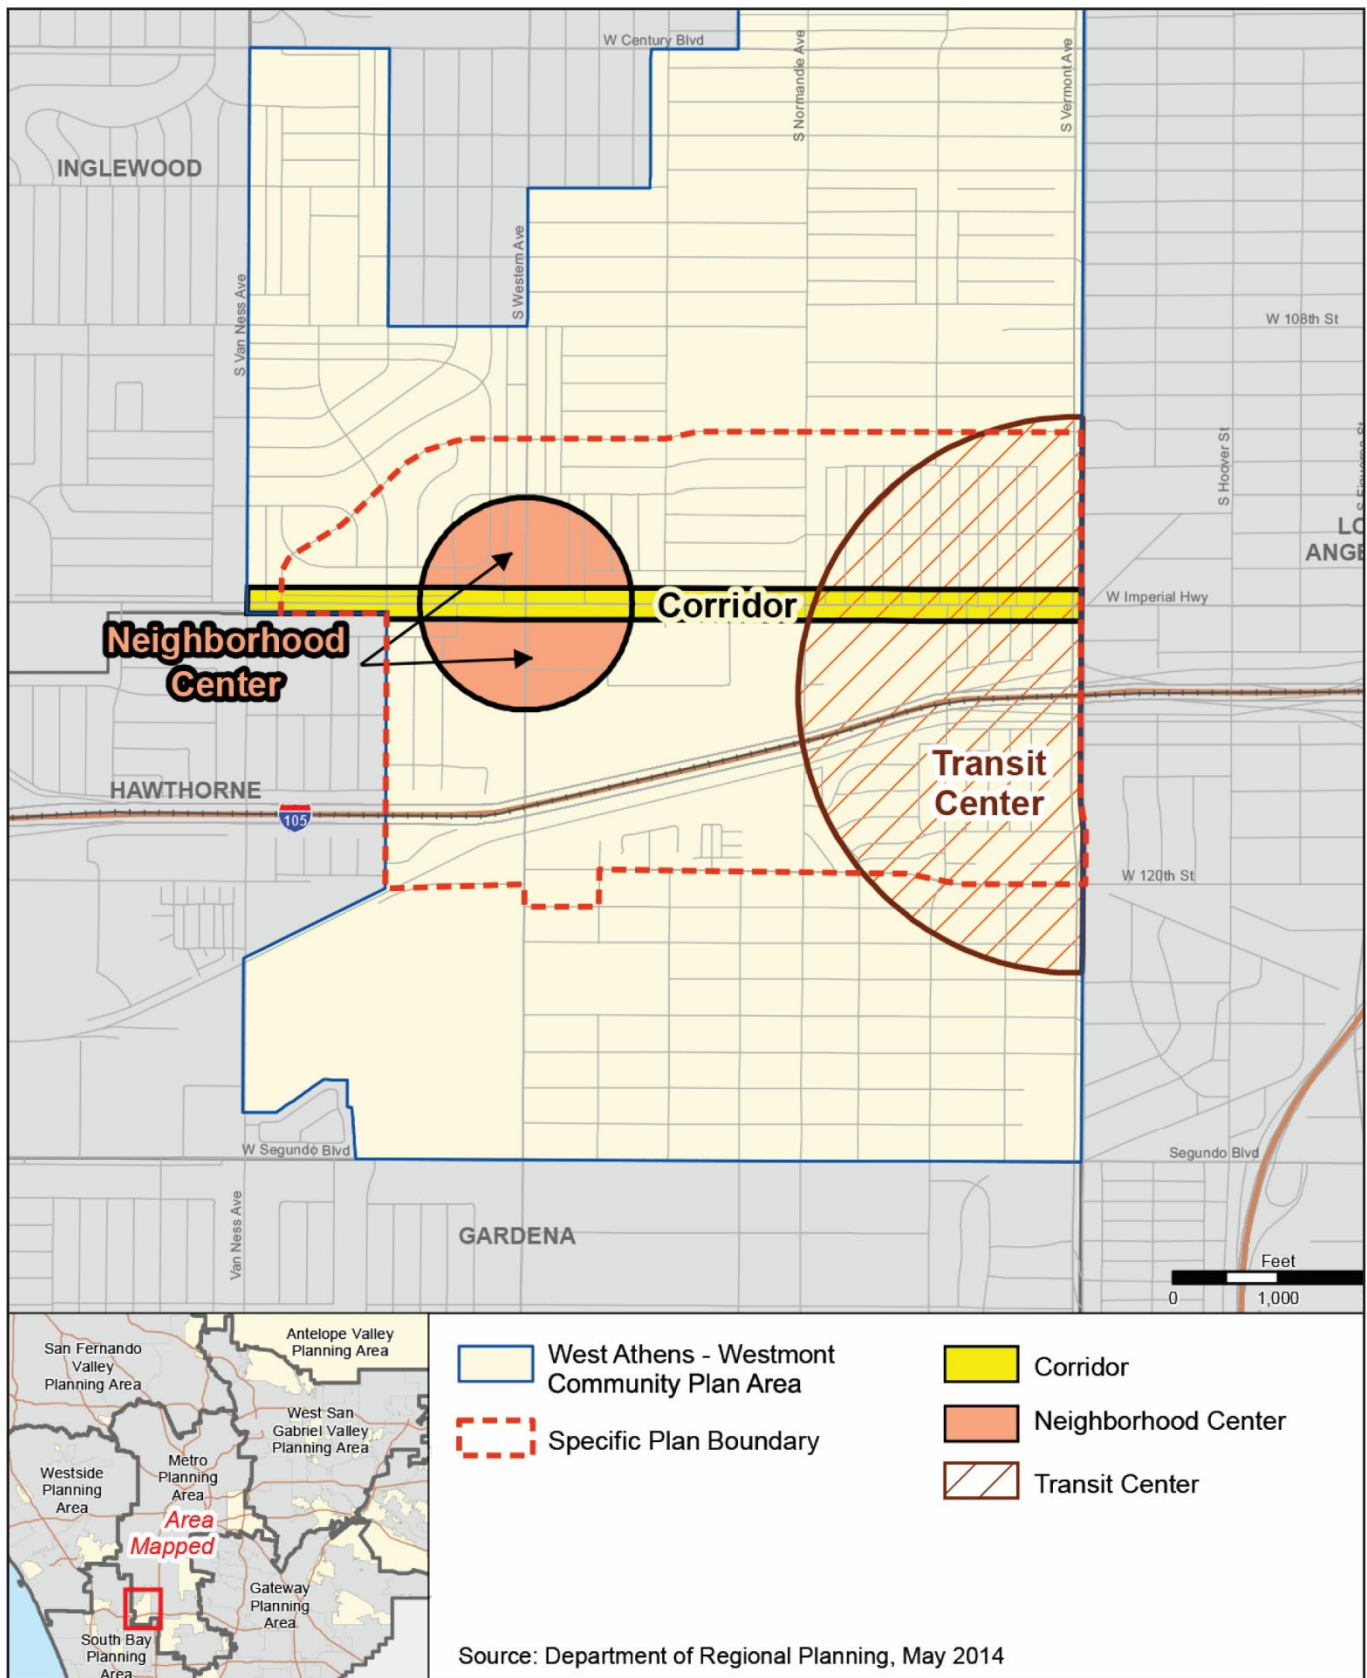 W Century Blvd
S Normandie Ave
S Vermont Ave
INGLEWOOD
S Western Ave
S Van Ness Ave
W 108th St
S Hoover St
LO
ANGE
W Imperial Hwy
Corridor
Neighborhood
Center
HAWTHORNE
105
Transit
Center
W 120th St
W Segundo Blvd
Segundo Blvd
Van Ness Ave
GARDENA
Feet
0 1,000
San Fernando
Valley
Planning Area
Antelope Valley
Planning Area
West San
Gabriel Valley
Planning Area
Metro
Planning
Area
Westside
Planning
Area
Area
Mapped
Gateway
Planning
Area
South Bay
Planning
Area
West Athens - Westmont
Community Plan Area
Specific Plan Boundary
Corridor
Neighborhood Center
Transit Center
Source: Department of Regional Planning, May 2014